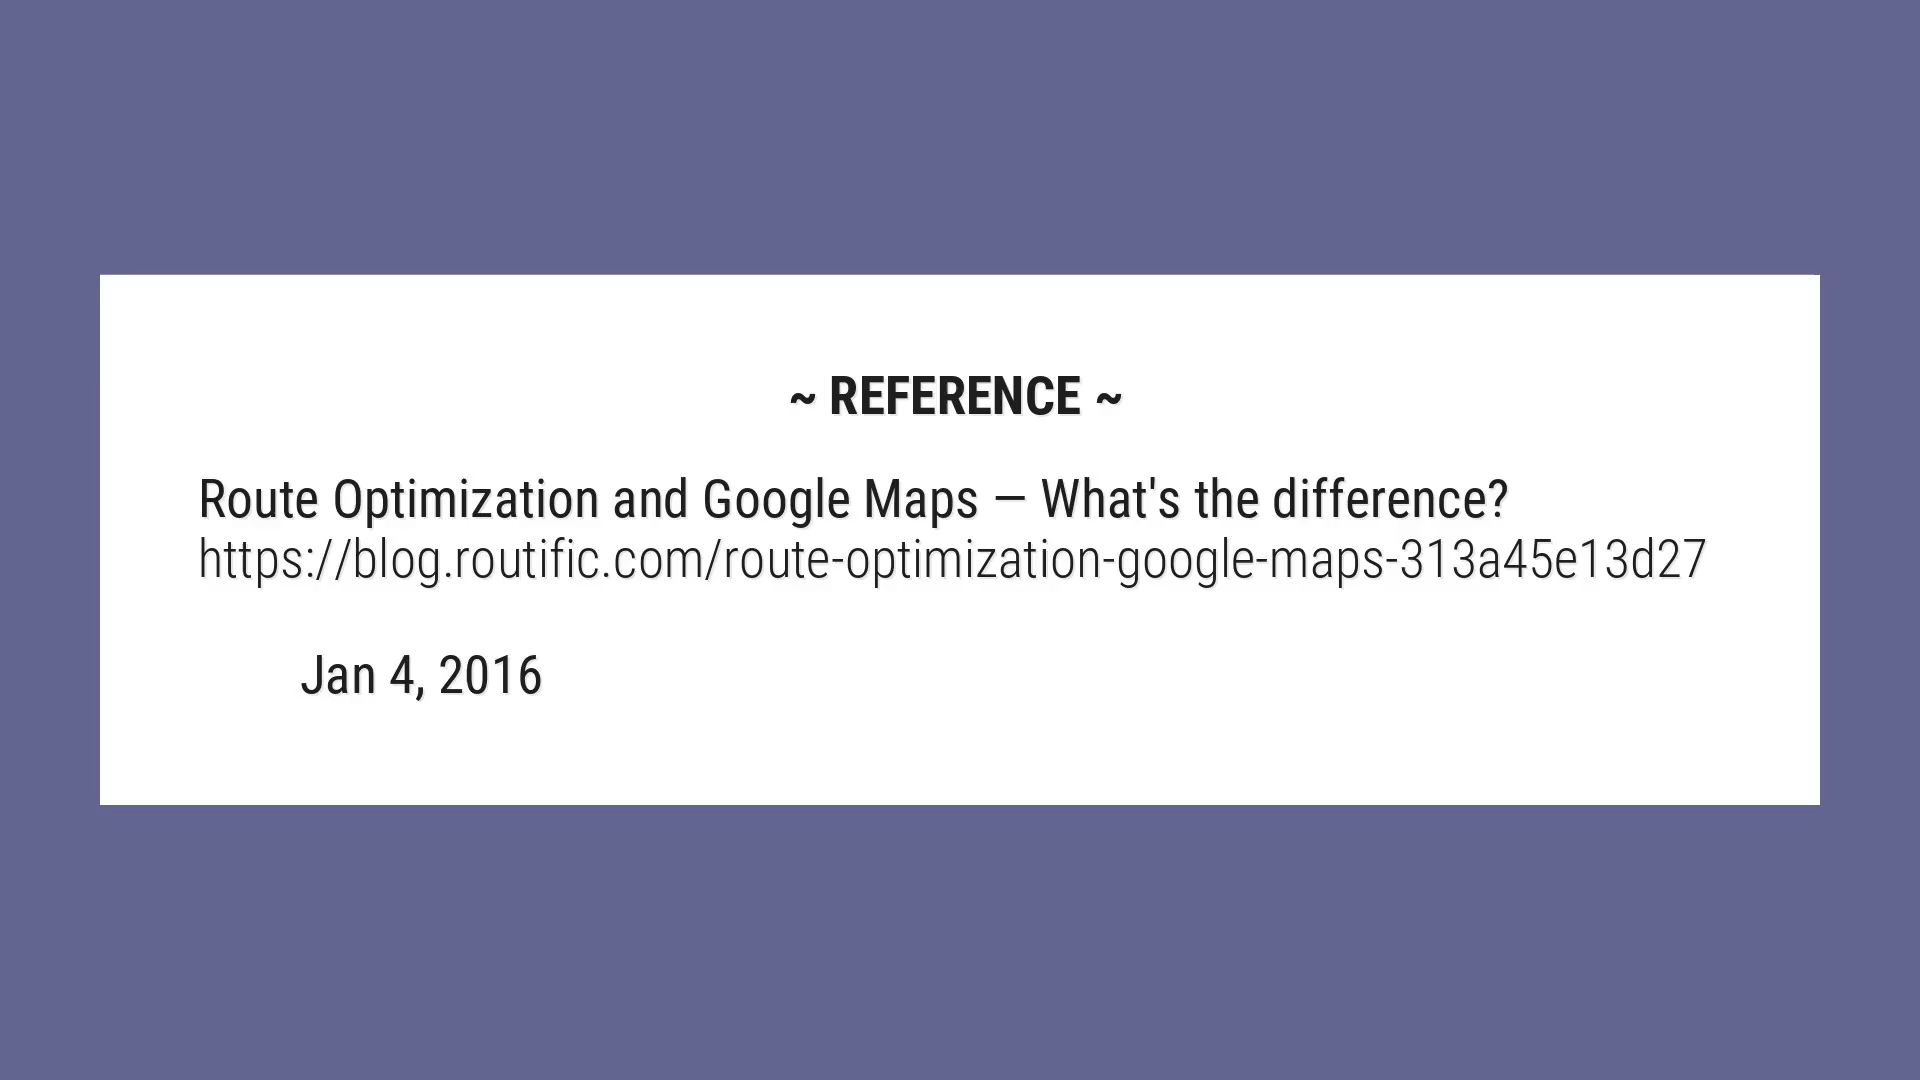 ~ REFERENCE ~
Route Optimization and Google Maps — What's the difference?
https://blog.routific.com/route-optimization-google-maps-313a45e13d27
Jan 4, 2016